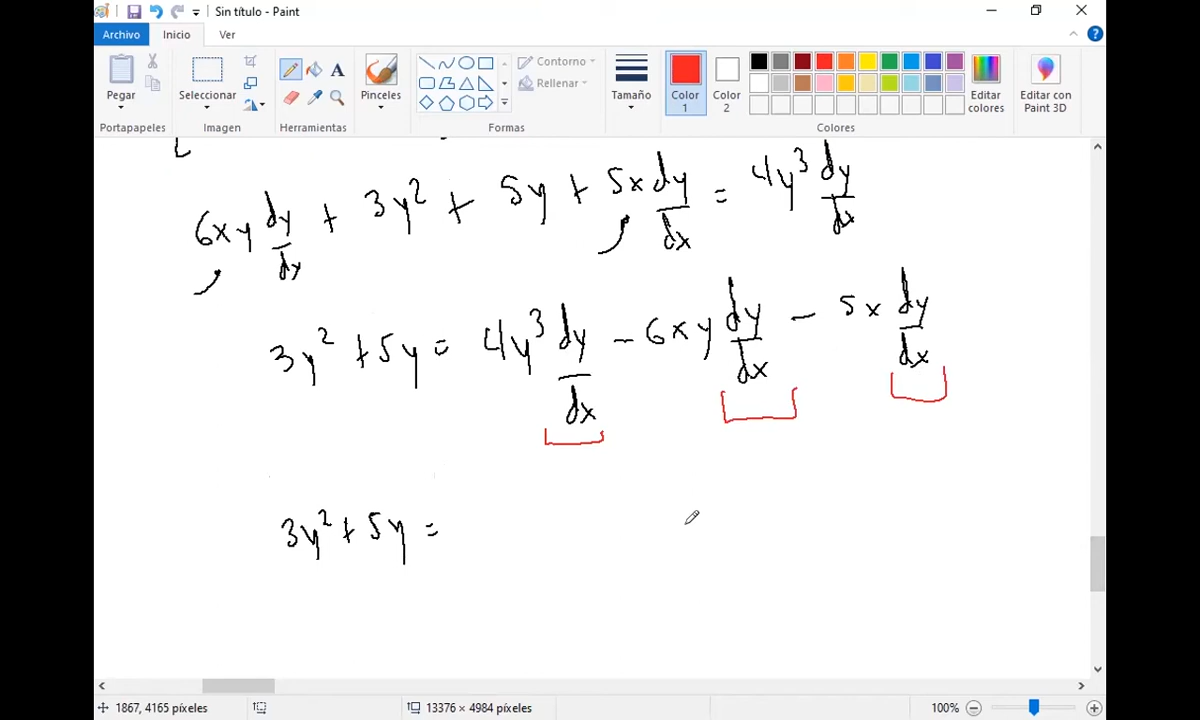 Sin título - Paint
Archivo Inicio Ver
Pegar Seleccionar Pinceles Contorno Rellenar Tamaño Color 1 Color 2 Editar colores Editar con Paint 3D
Portapapeles Imagen Herramientas Formas Colores
6xy dy/dx + 3y² + 5y + 5x dy/dx = 4y³ dy/dx
3y² + 5y = 4y³ dy/dx - 6xy dy/dx - 5x dy/dx
3y² + 5y =
1867, 4165 píxeles 13376 × 4984 píxeles 100%